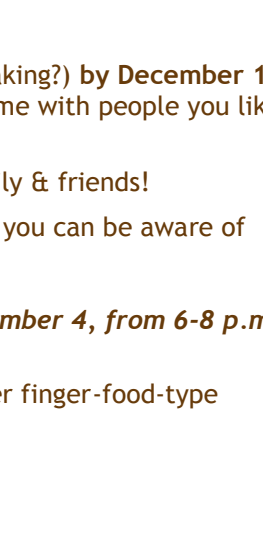 aking?) by December 1
me with people you lik
ly & friends!
you can be aware of
mber 4, from 6-8 p.m
er finger-food-type